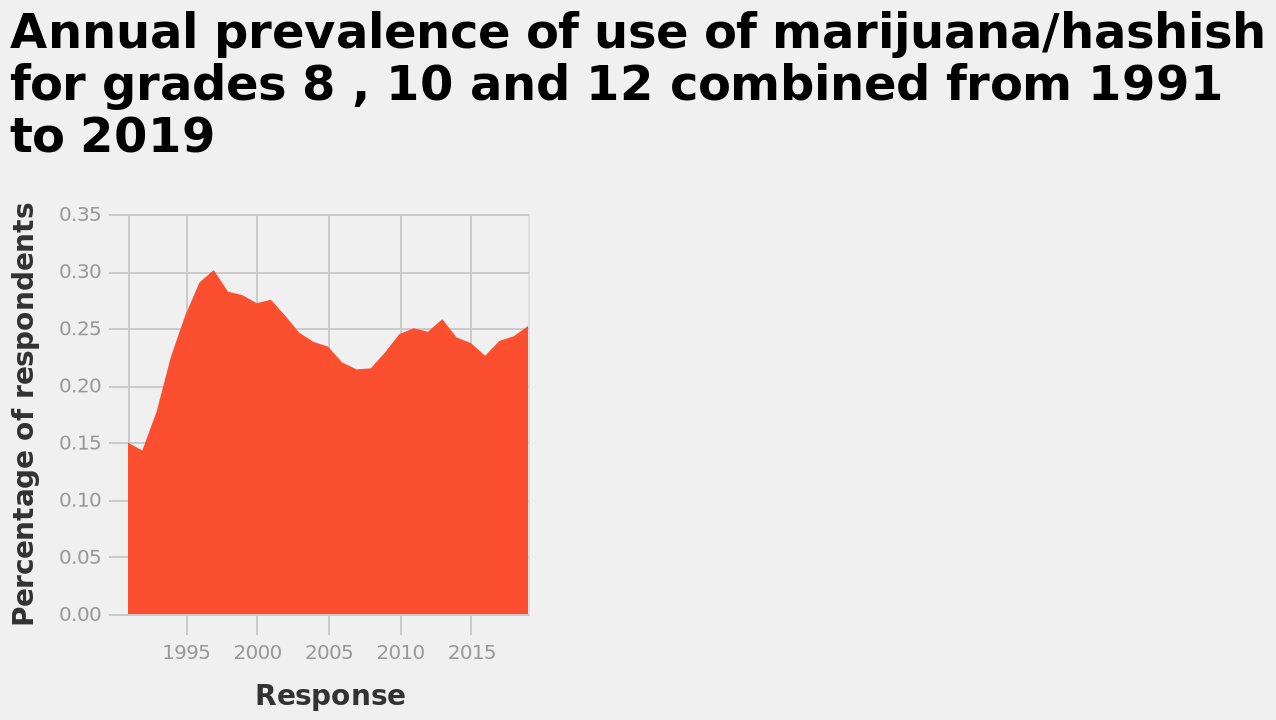 Annual prevalence of use of marijuana/hashish
for grades 8 , 10 and 12 combined from 1991
to 2019
Percentage of respondents
0.35
0.30
0.25
0.20
0.15
0.10
0.05
0.00
1995 2000 2005 2010 2015
Response